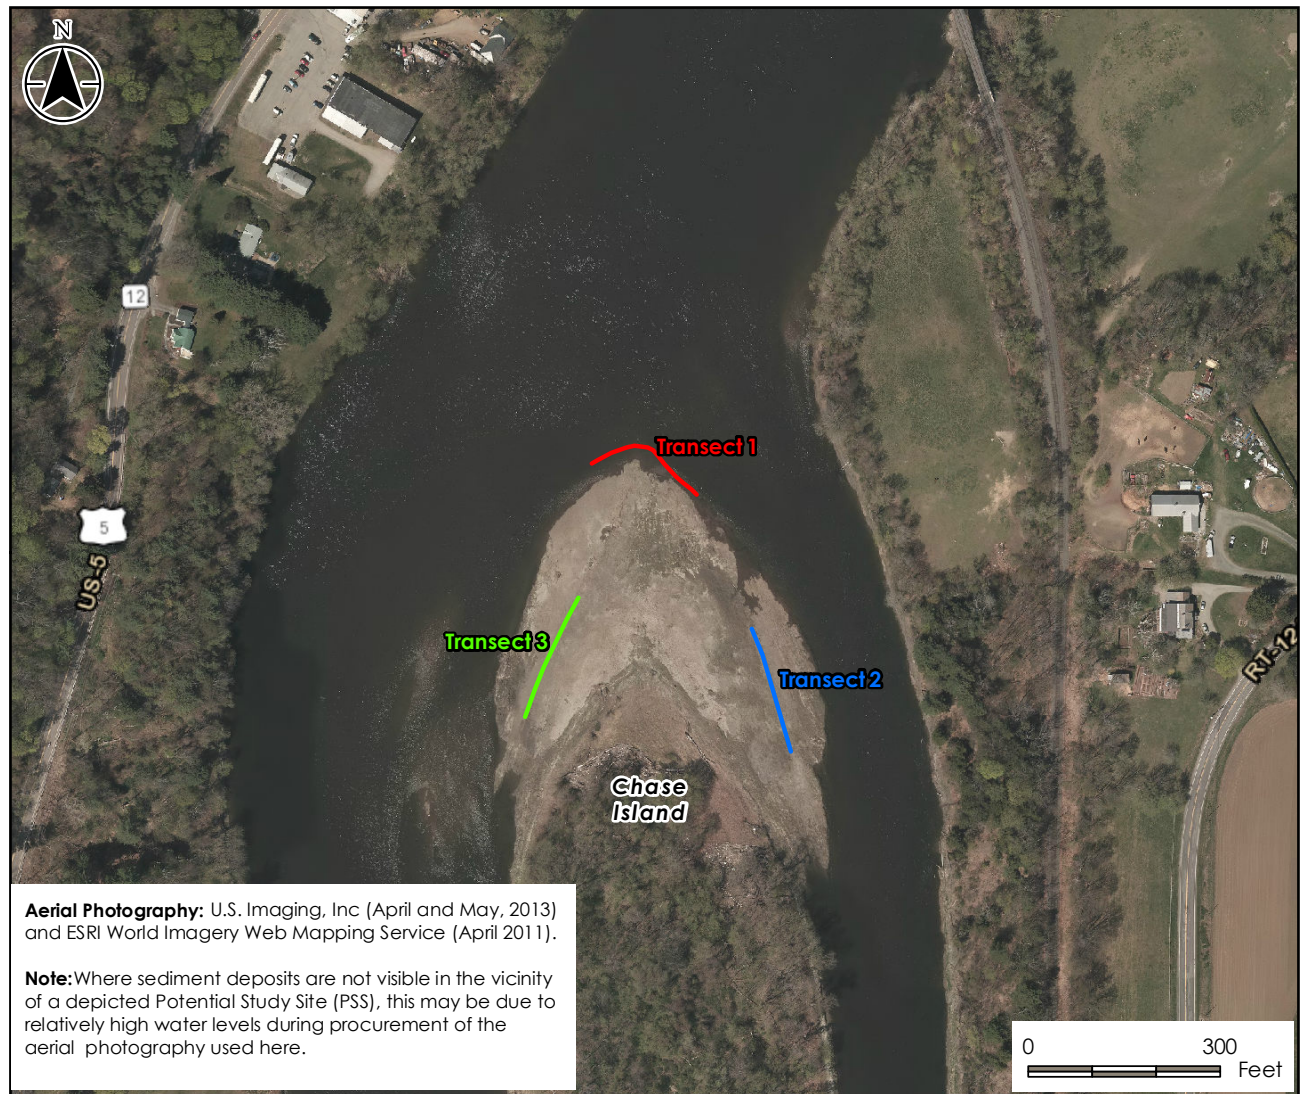 N
12
5
US-5
Transect 1
Transect 3
Transect 2
RT-12
Chase
Island
Aerial Photography: U.S. Imaging, Inc (April and May, 2013)
and ESRI World Imagery Web Mapping Service (April 2011).
Note:Where sediment deposits are not visible in the vicinity
of a depicted Potential Study Site (PSS), this may be due to
relatively high water levels during procurement of the
aerial photography used here.
0 300
Feet